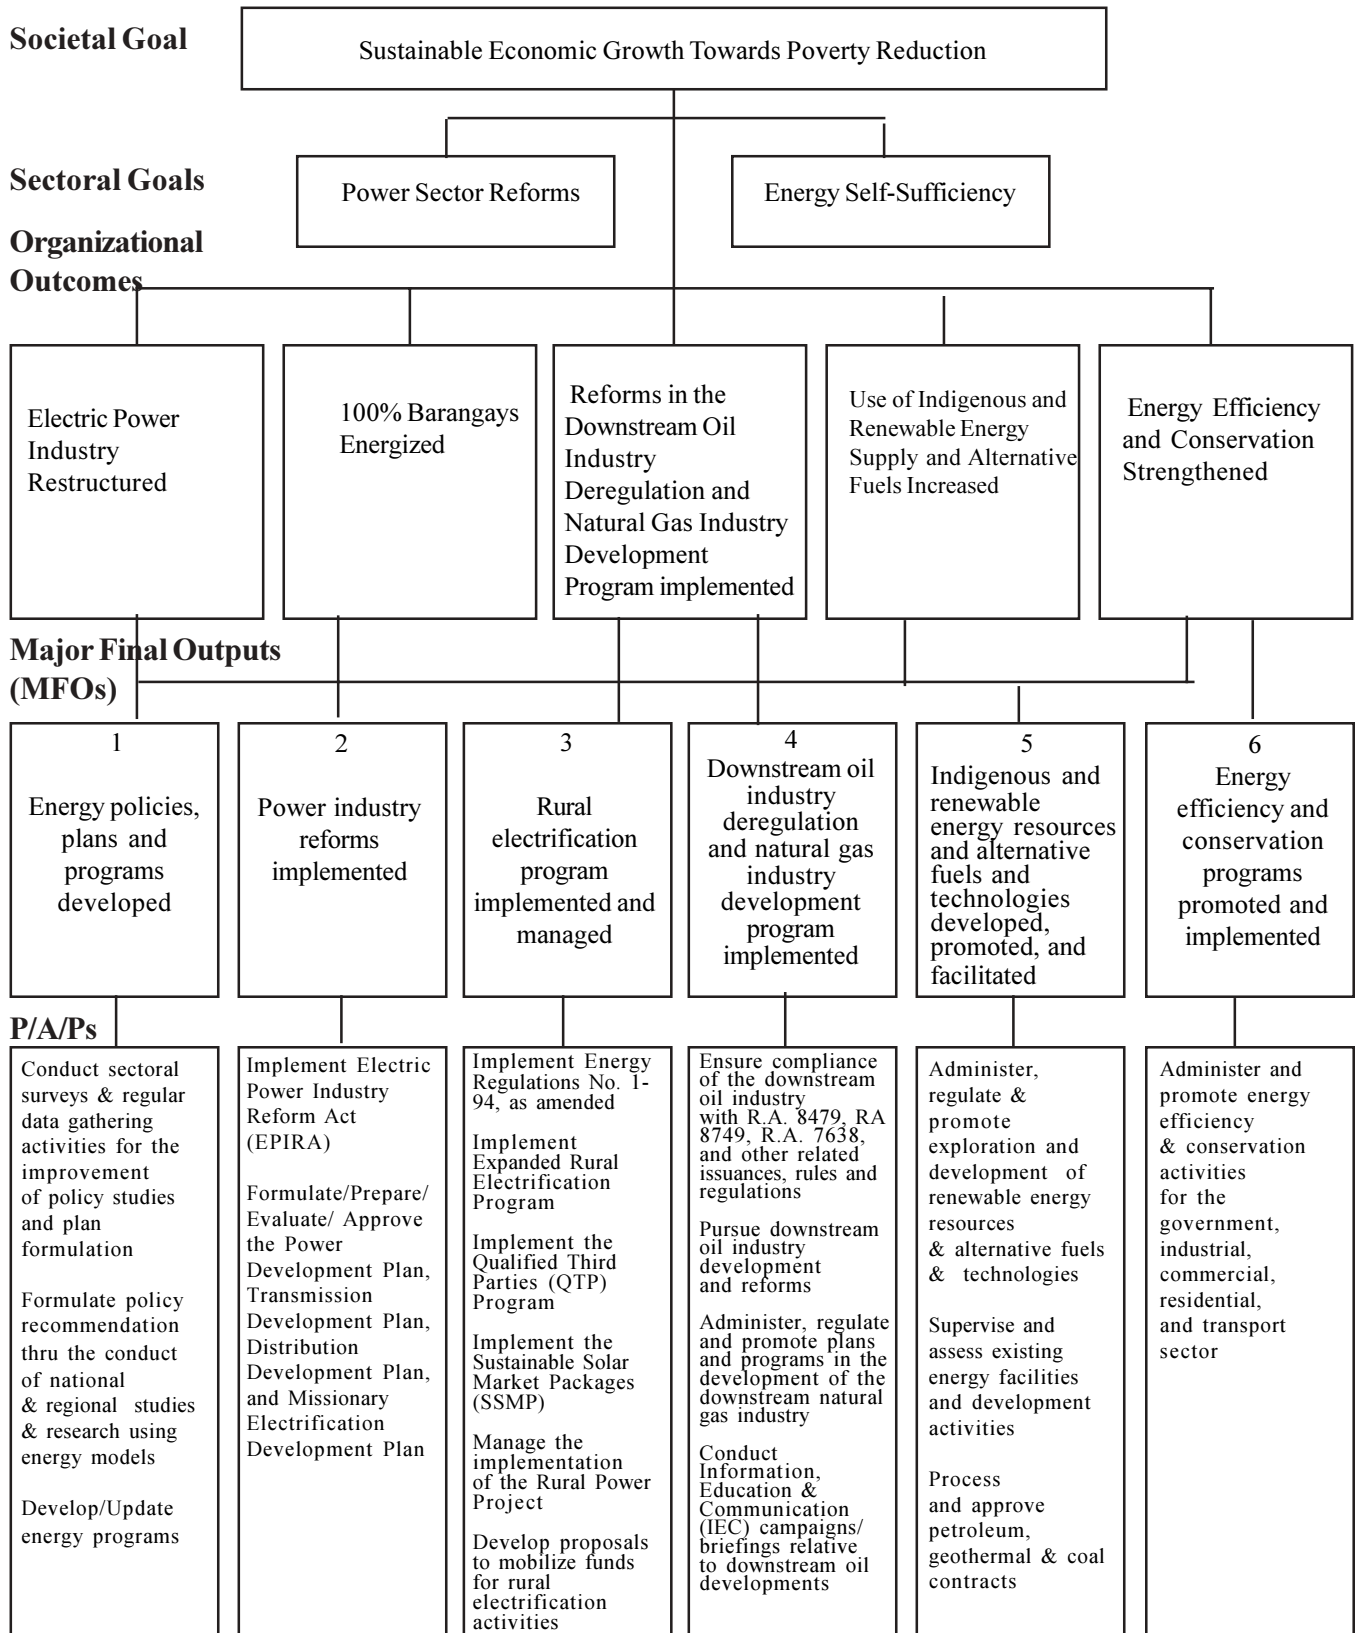 Societal Goal
Sustainable Economic Growth Towards Poverty Reduction
Sectoral Goals
Power Sector Reforms
Energy Self-Sufficiency
Organizational
Outcomes
Electric Power
Industry
Restructured
100% Barangays
Energized
Reforms in the
Downstream Oil
Industry
Deregulation and
Natural Gas Industry
Development
Program implemented
Use of Indigenous and
Renewable Energy
Supply and Alternative
Fuels Increased
Energy Efficiency
and Conservation
Strengthened
Major Final Outputs
(MFOs)
1
Energy policies,
plans and
programs
developed
2
Power industry
reforms
implemented
3
Rural
electrification
program
implemented and
managed
4
Downstream oil
industry
deregulation
and natural gas
industry
development
program
implemented
5
Indigenous and
renewable
energy resources
and alternative
fuels and
technologies
developed,
promoted, and
facilitated
6
Energy
efficiency and
conservation
programs
promoted and
implemented
P/A/Ps
Conduct sectoral
surveys & regular
data gathering
activities for the
improvement
of policy studies
and plan
formulation
Formulate policy
recommendation
thru the conduct
of national
& regional studies
& research using
energy models
Develop/Update
energy programs
Implement Electric
Power Industry
Reform Act
(EPIRA)
Formulate/Prepare/
Evaluate/ Approve
the Power
Development Plan,
Transmission
Development Plan,
Distribution
Development Plan,
and Missionary
Electrification
Development Plan
Implement Energy
Regulations No. 1-
94, as amended
Implement
Expanded Rural
Electrification
Program
Implement the
Qualified Third
Parties (QTP)
Program
Implement the
Sustainable Solar
Market Packages
(SSMP)
Manage the
implementation
of the Rural Power
Project
Develop proposals
to mobilize funds
for rural
electrification
activities
Ensure compliance
of the downstream
oil industry
with R.A. 8479, RA
8749, R.A. 7638,
and other related
issuances, rules and
regulations
Pursue downstream
oil industry
development
and reforms
Administer, regulate
and promote plans
and programs in the
development of the
downstream natural
gas industry
Conduct
Information,
Education &
Communication
(IEC) campaigns/
briefings relative
to downstream oil
developments
Administer,
regulate &
promote
exploration and
development of
renewable energy
resources
& alternative fuels
& technologies
Supervise and
assess existing
energy facilities
and development
activities
Process
and approve
petroleum,
geothermal & coal
contracts
Administer and
promote energy
efficiency
& conservation
activities
for the
government,
industrial,
commercial,
residential,
and transport
sector